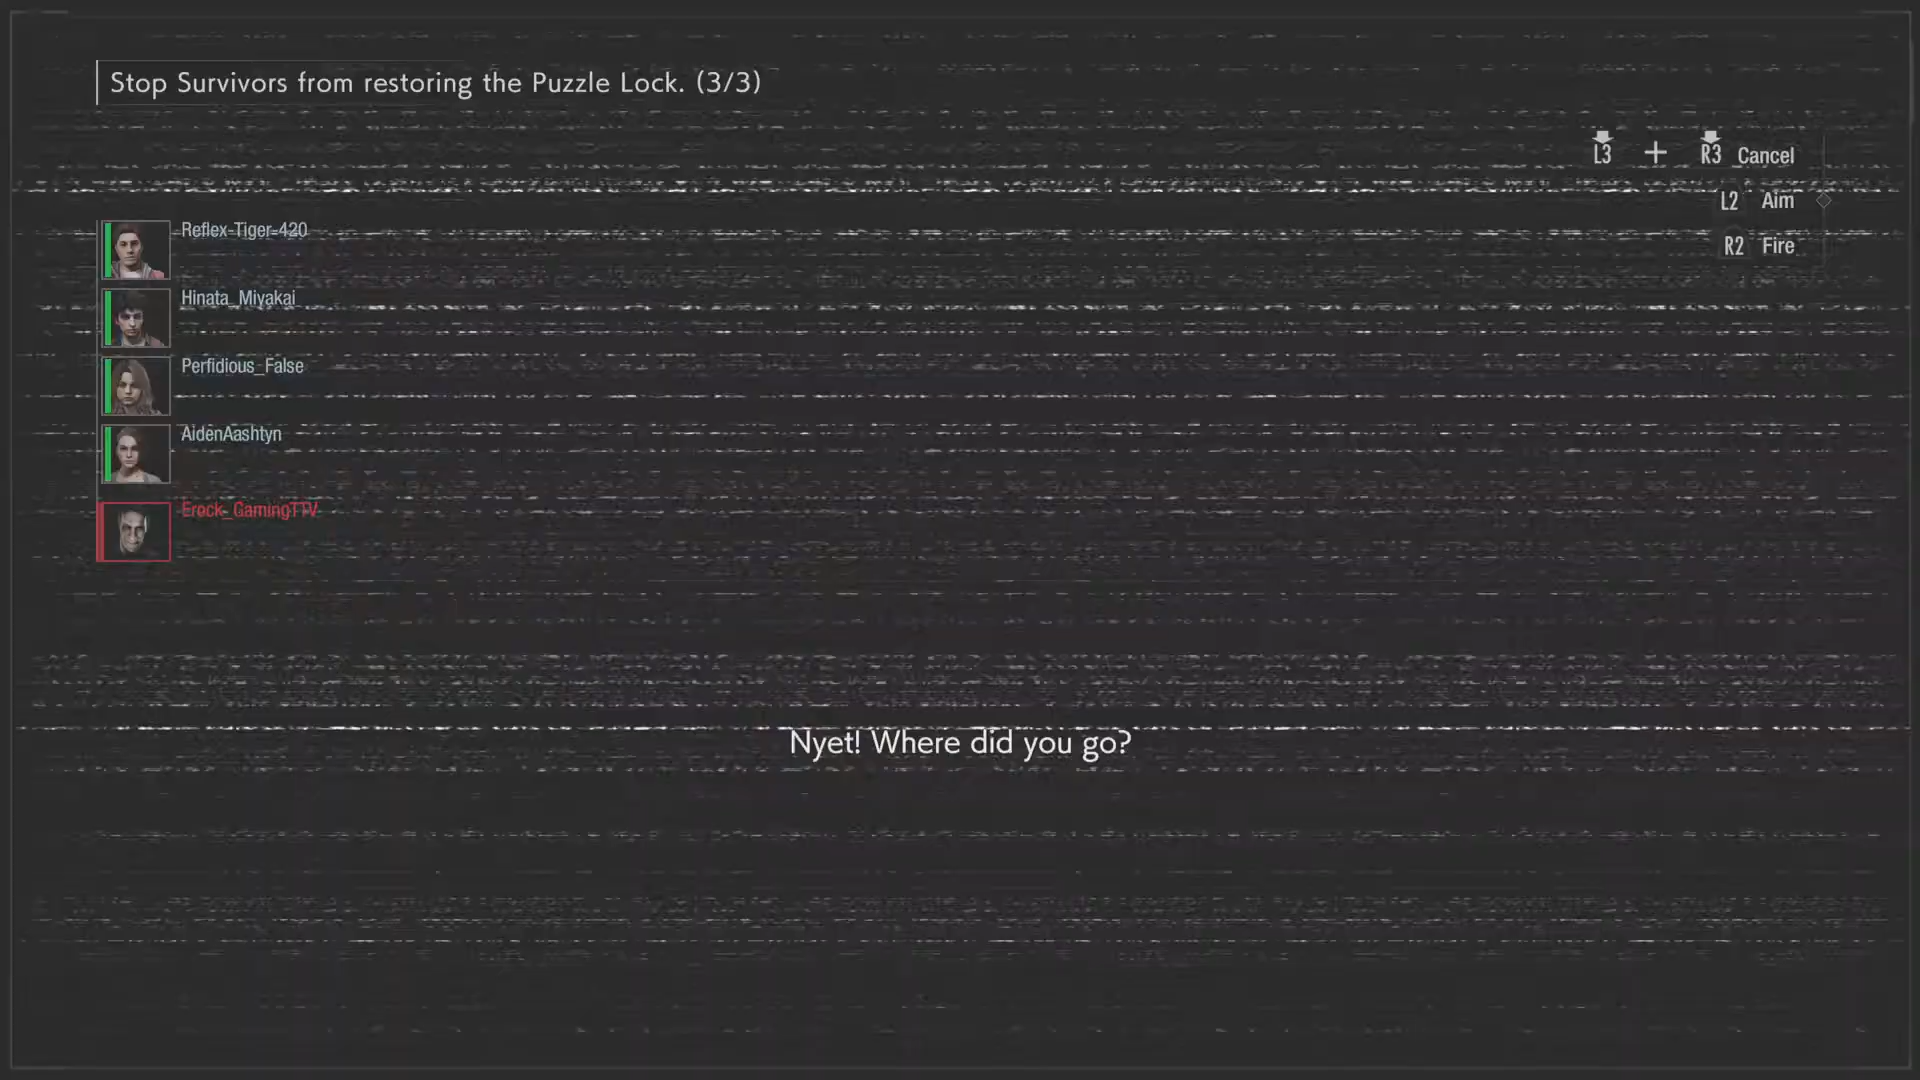 Stop Survivors from restoring the Puzzle Lock. (3/3)
L3 + R3 Cancel
L2 Aim
R2 Fire
Reflex-Tiger-420
Hinata_Miyakai
Perfidious_False
AidenAashtyn
Erock_GamingTTV
Nyet! Where did you go?